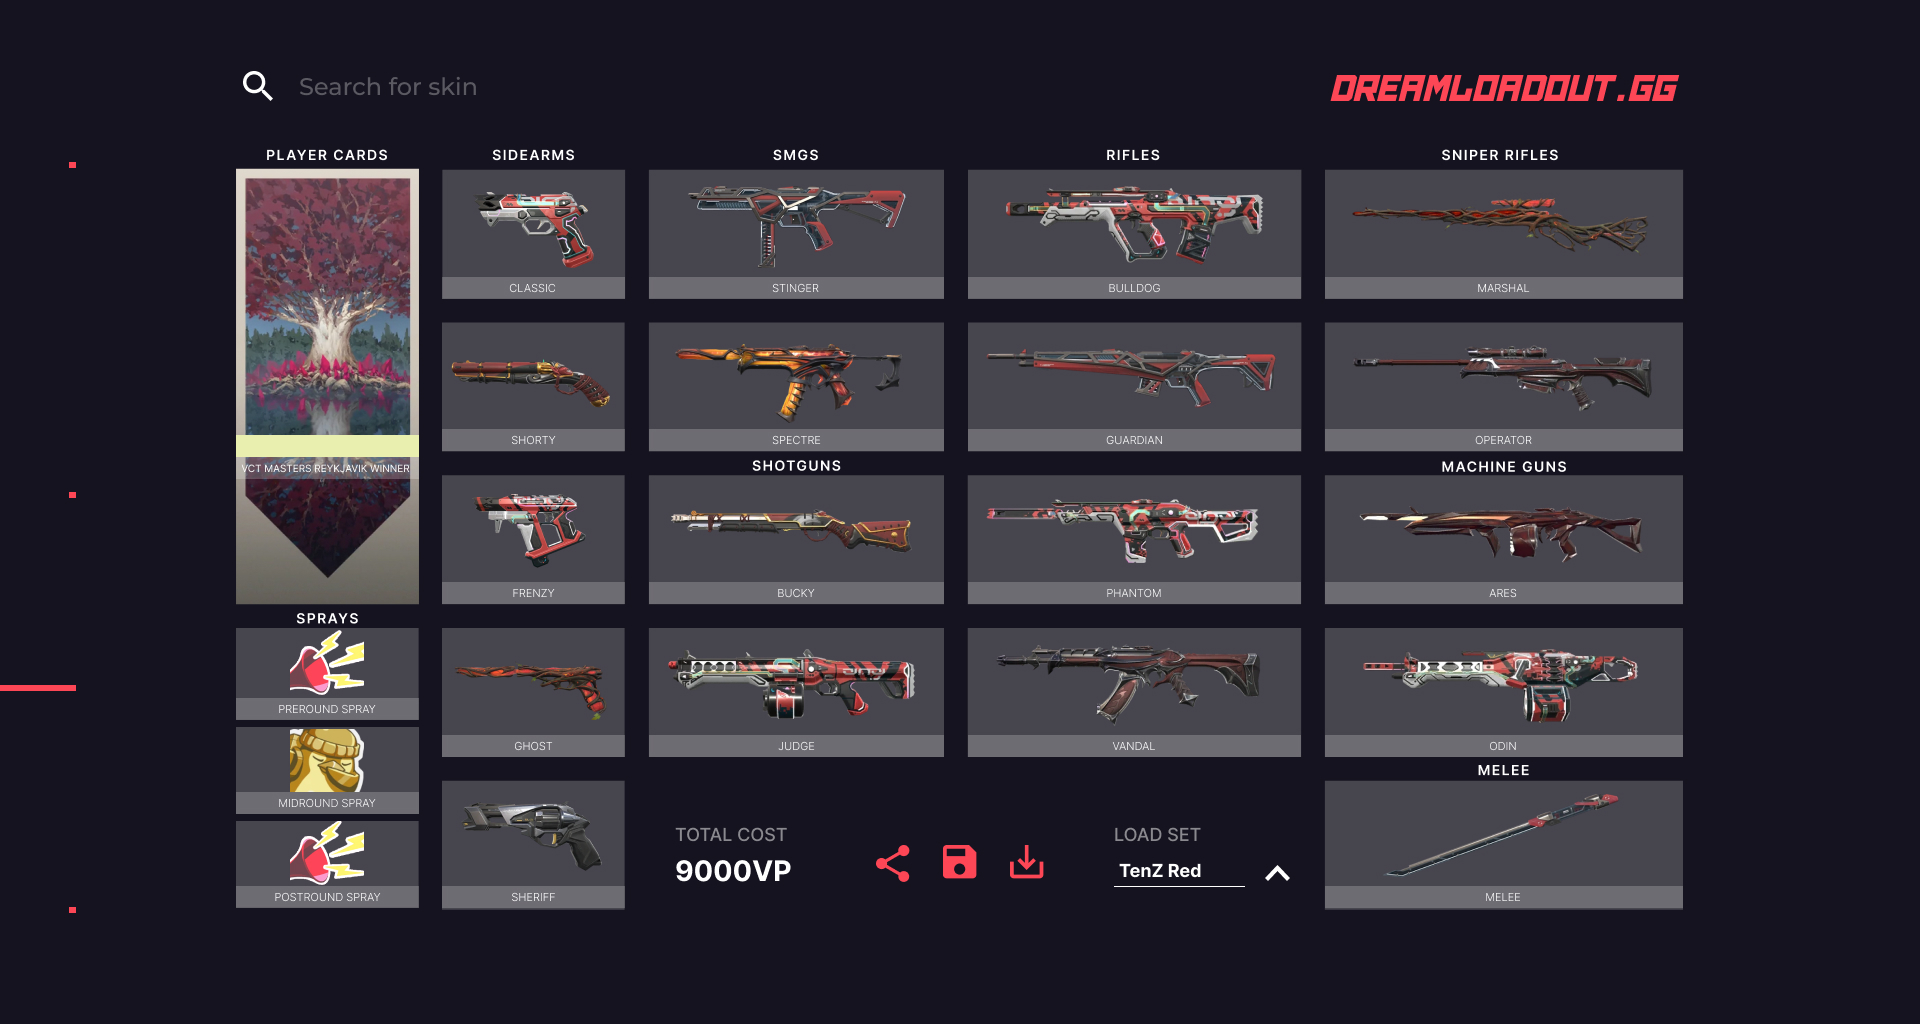 Search for skin
DREAMLOADOUT.GG
PLAYER CARDS
SIDEARMS
SMGS
RIFLES
SNIPER RIFLES
CLASSIC
STINGER
BULLDOG
MARSHAL
SHORTY
SPECTRE
GUARDIAN
OPERATOR
VCT MASTERS REYKJAVIK WINNER
SHOTGUNS
MACHINE GUNS
FRENZY
BUCKY
PHANTOM
ARES
SPRAYS
PREROUND SPRAY
GHOST
JUDGE
VANDAL
ODIN
MELEE
MIDROUND SPRAY
TOTAL COST
LOAD SET
9000VP
TenZ Red
POSTROUND SPRAY
SHERIFF
MELEE